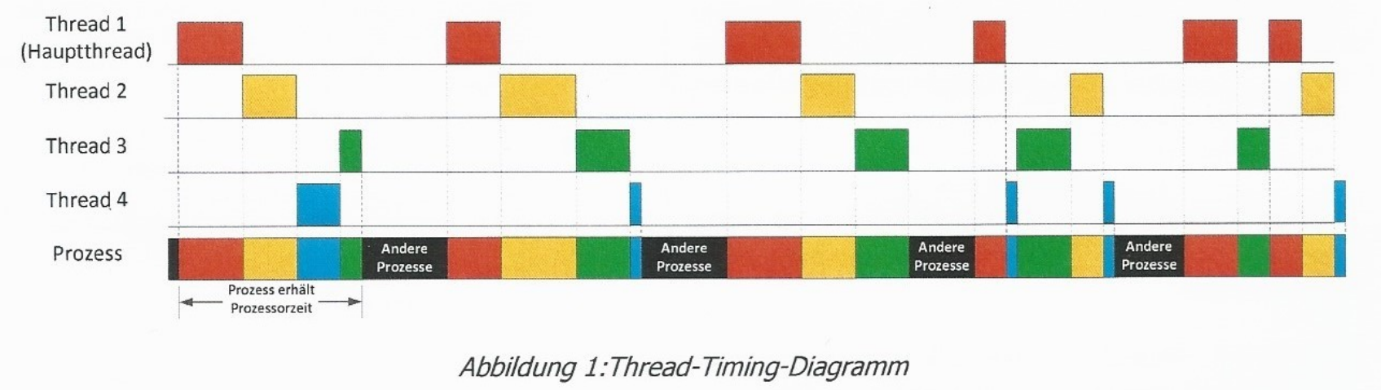 Thread 1
(Hauptthread)
Thread 2
Thread 3
Thread 4
Prozess
Andere
Prozesse
Andere
Prozesse
Andere
Prozesse
Andere
Prozesse
Prozess erhält
Prozessorzeit
Abbildung 1:Thread-Timing-Diagramm